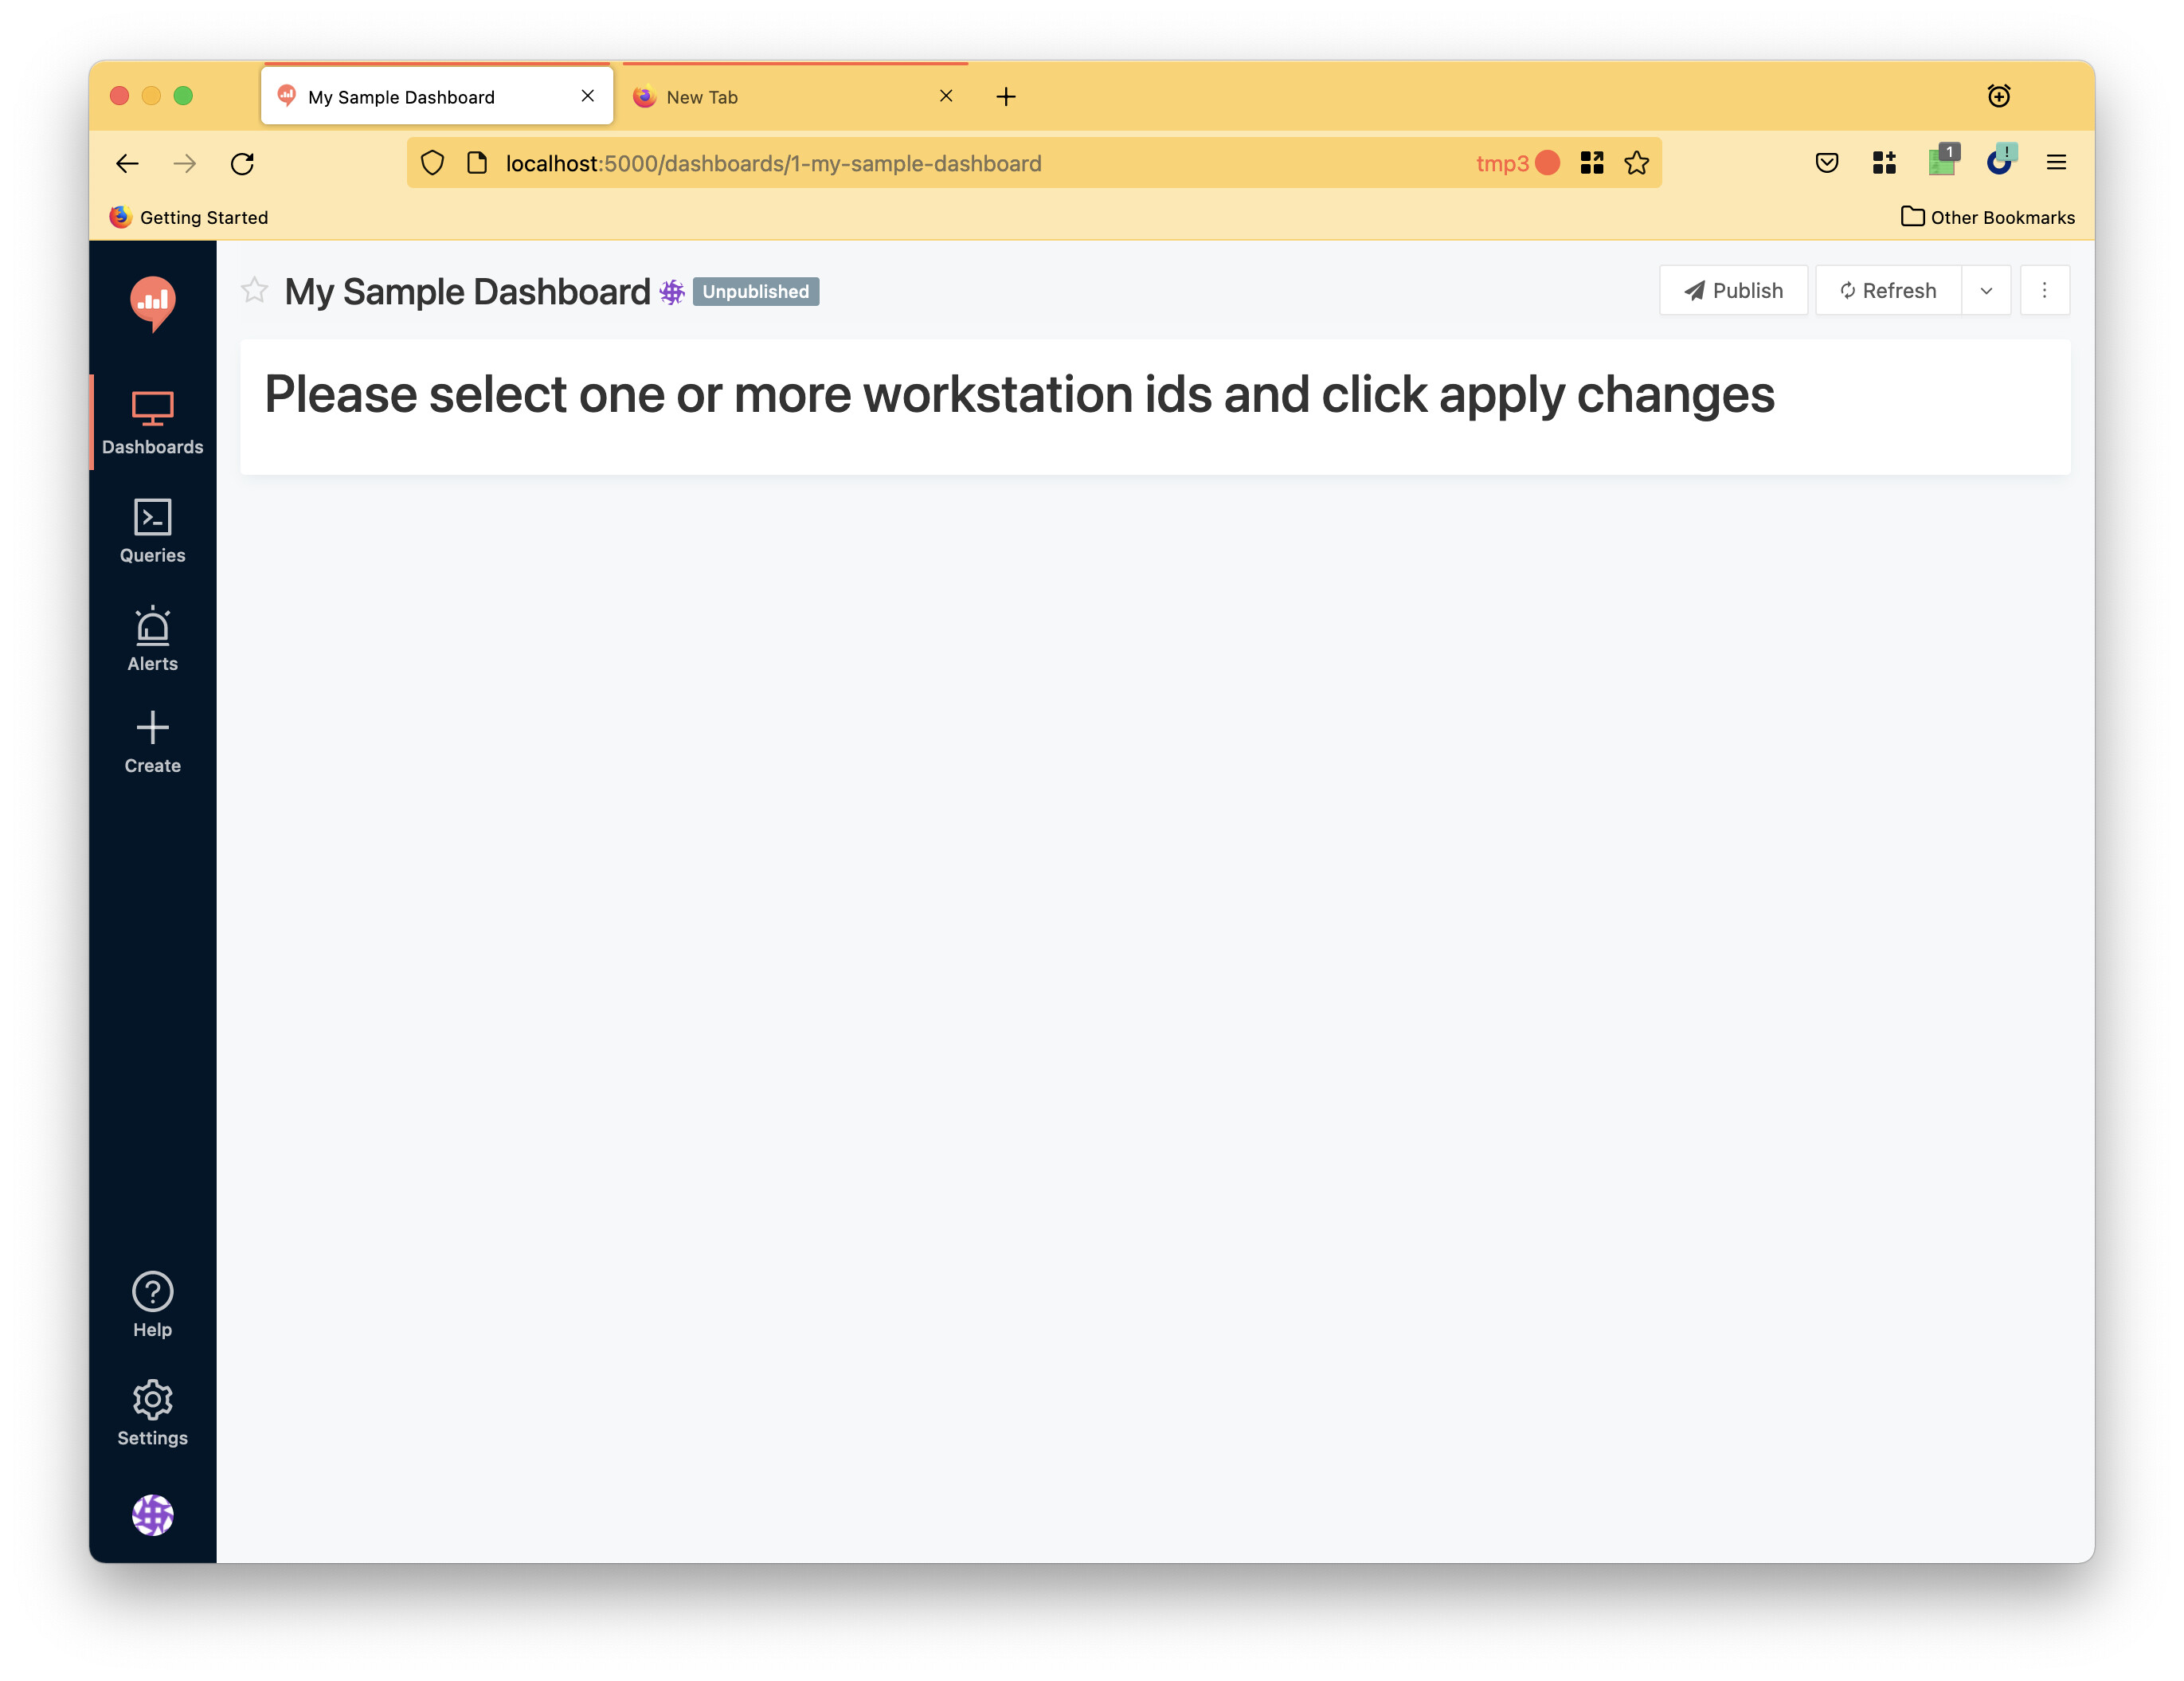 My Sample Dashboard
New Tab
localhost:5000/dashboards/1-my-sample-dashboard
tmp3
1
!
Getting Started
Other Bookmarks
My Sample Dashboard
Unpublished
Publish
Refresh
Please select one or more workstation ids and click apply changes
Dashboards
Queries
Alerts
Create
Help
Settings